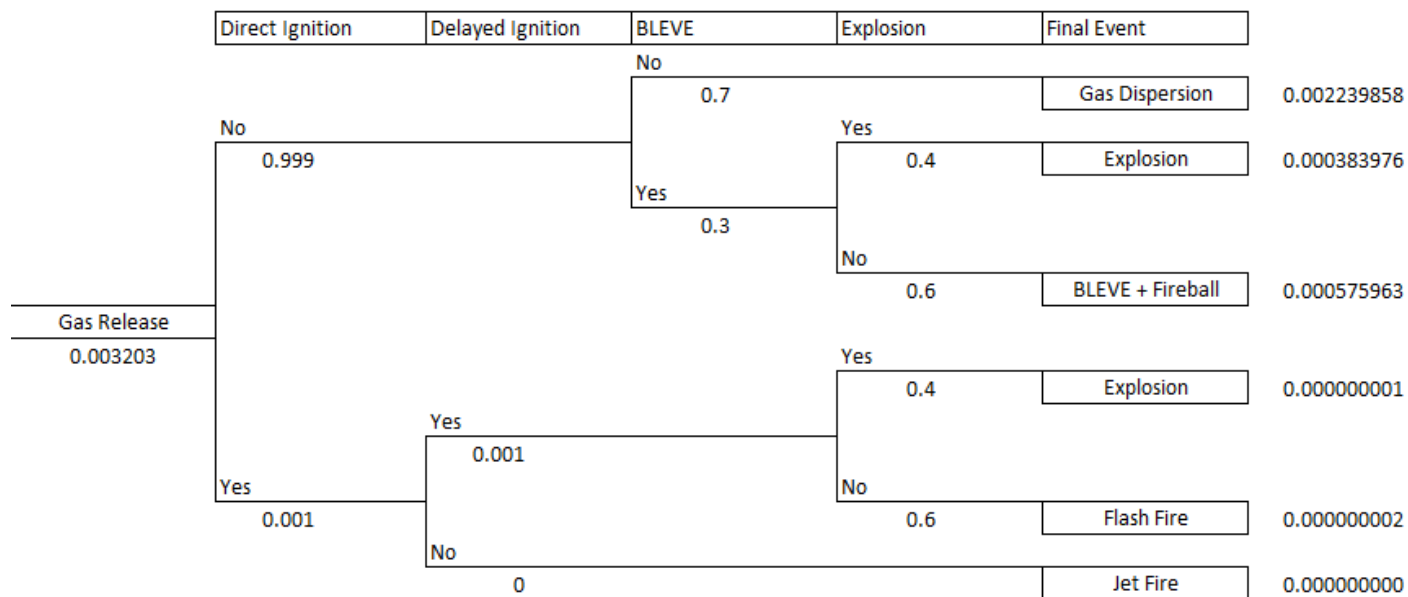 Direct Ignition Delayed Ignition BLEVE Explosion Final Event
No
0.7 Gas Dispersion 0.002239858
No Yes
0.999 0.4 Explosion 0.000383976
Yes
0.3
No
0.6 BLEVE + Fireball 0.000575963
Gas Release
0.003203 Yes
0.4 Explosion 0.000000001
Yes
0.001
Yes No
0.001 0.6 Flash Fire 0.000000002
No
0 Jet Fire 0.000000000